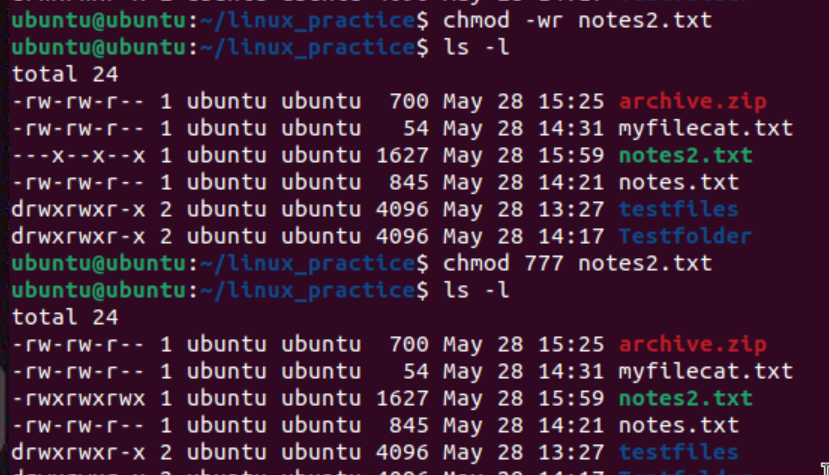 ubuntu@ubuntu:~/linux_practice$ chmod -wr notes2.txt
ubuntu@ubuntu:~/linux_practice$ ls -l
total 24
-rw-rw-r-- 1 ubuntu ubuntu  700 May 28 15:25 archive.zip
-rw-rw-r-- 1 ubuntu ubuntu   54 May 28 14:31 myfilecat.txt
---x--x--x 1 ubuntu ubuntu 1627 May 28 15:59 notes2.txt
-rw-rw-r-- 1 ubuntu ubuntu  845 May 28 14:21 notes.txt
drwxrwxr-x 2 ubuntu ubuntu 4096 May 28 13:27 testfiles
drwxrwxr-x 2 ubuntu ubuntu 4096 May 28 14:17 Testfolder
ubuntu@ubuntu:~/linux_practice$ chmod 777 notes2.txt
ubuntu@ubuntu:~/linux_practice$ ls -l
total 24
-rw-rw-r-- 1 ubuntu ubuntu  700 May 28 15:25 archive.zip
-rw-rw-r-- 1 ubuntu ubuntu   54 May 28 14:31 myfilecat.txt
-rwxrwxrwx 1 ubuntu ubuntu 1627 May 28 15:59 notes2.txt
-rw-rw-r-- 1 ubuntu ubuntu  845 May 28 14:21 notes.txt
drwxrwxr-x 2 ubuntu ubuntu 4096 May 28 13:27 testfiles